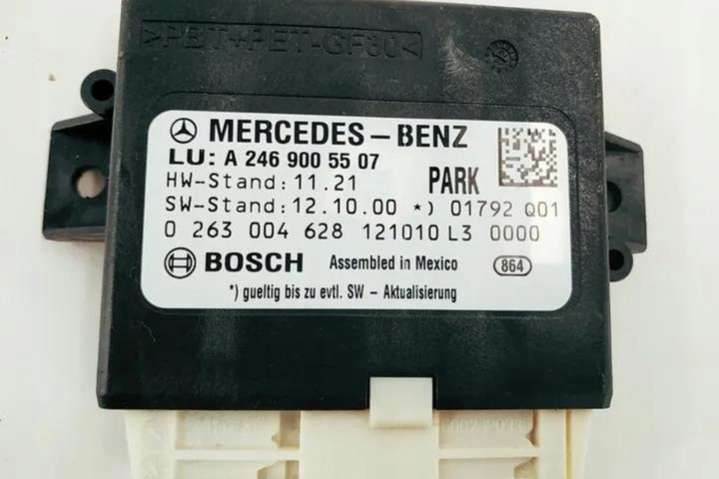 >PBT+PET-GF30<
MERCEDES-BENZ
LU: A 246 900 55 07
HW-Stand: 11.21 PARK
SW-Stand: 12.10.00 *) 01792 Q01
0 263 004 628 121010 L3 0000
BOSCH Assembled in Mexico 864
*) gueltig bis zu evtl. SW - Aktualisierung